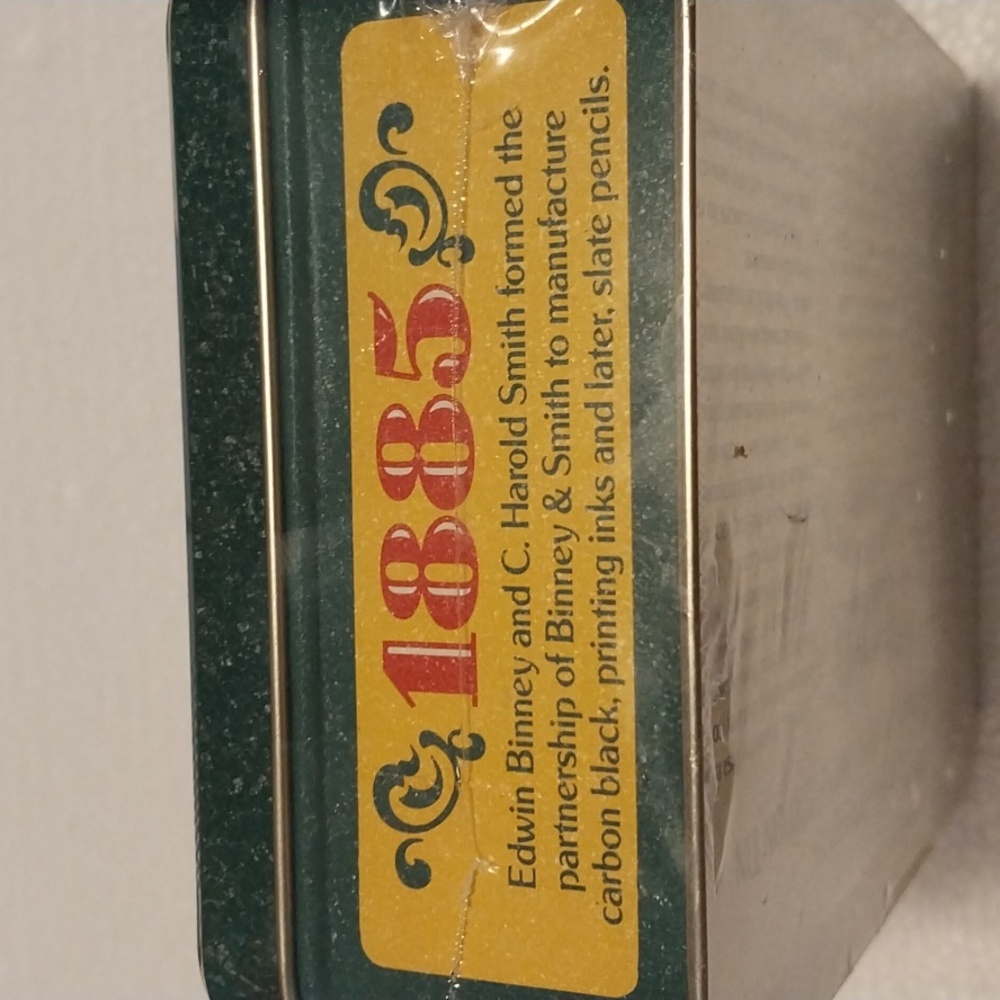 1885
Edwin Binney and C. Harold Smith formed the
partnership of Binney & Smith to manufacture
carbon black, printing inks and later, slate pencils.